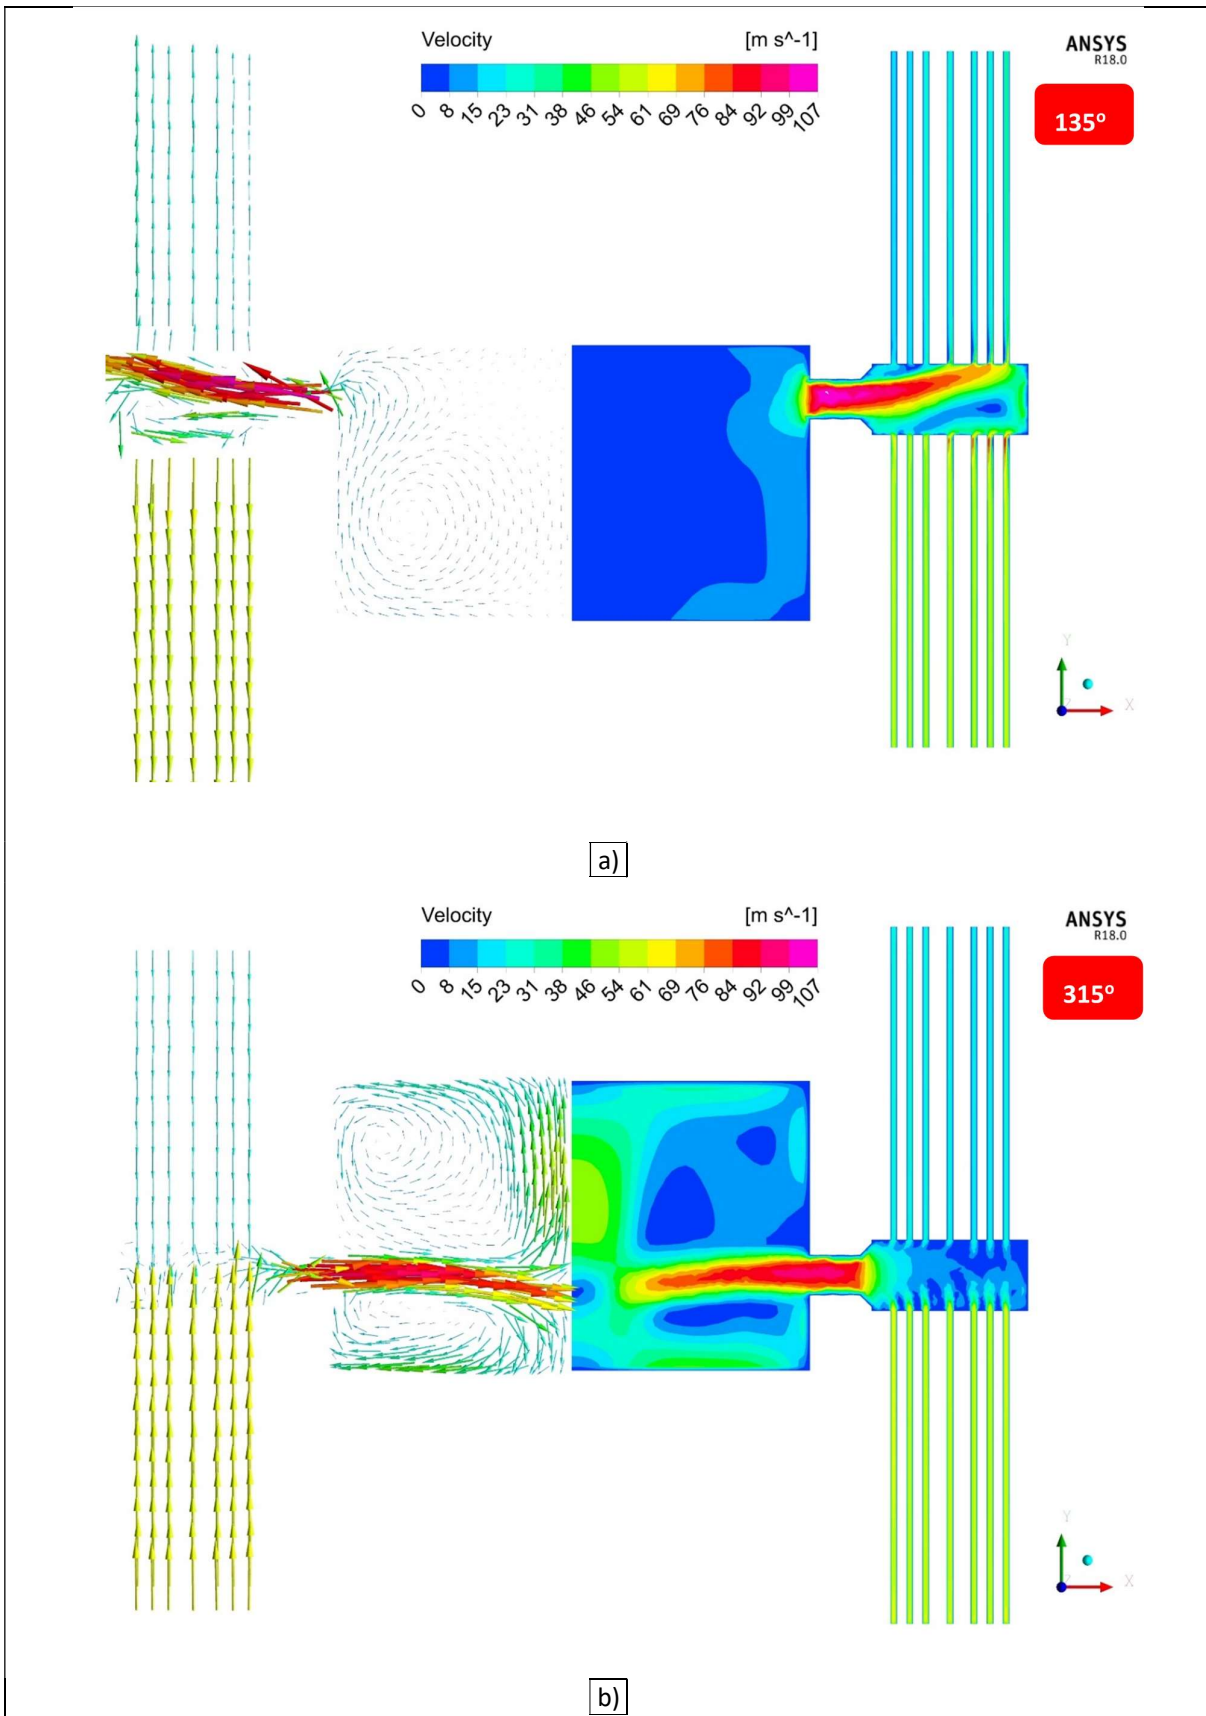 Velocity [m s^-1]
ANSYS
R18.0
0 8 15 23 31 38 46 54 61 69 76 84 92 99 107
135º
Y
X
Z
a)
Velocity [m s^-1]
ANSYS
R18.0
0 8 15 23 31 38 46 54 61 69 76 84 92 99 107
315º
Y
X
Z
b)